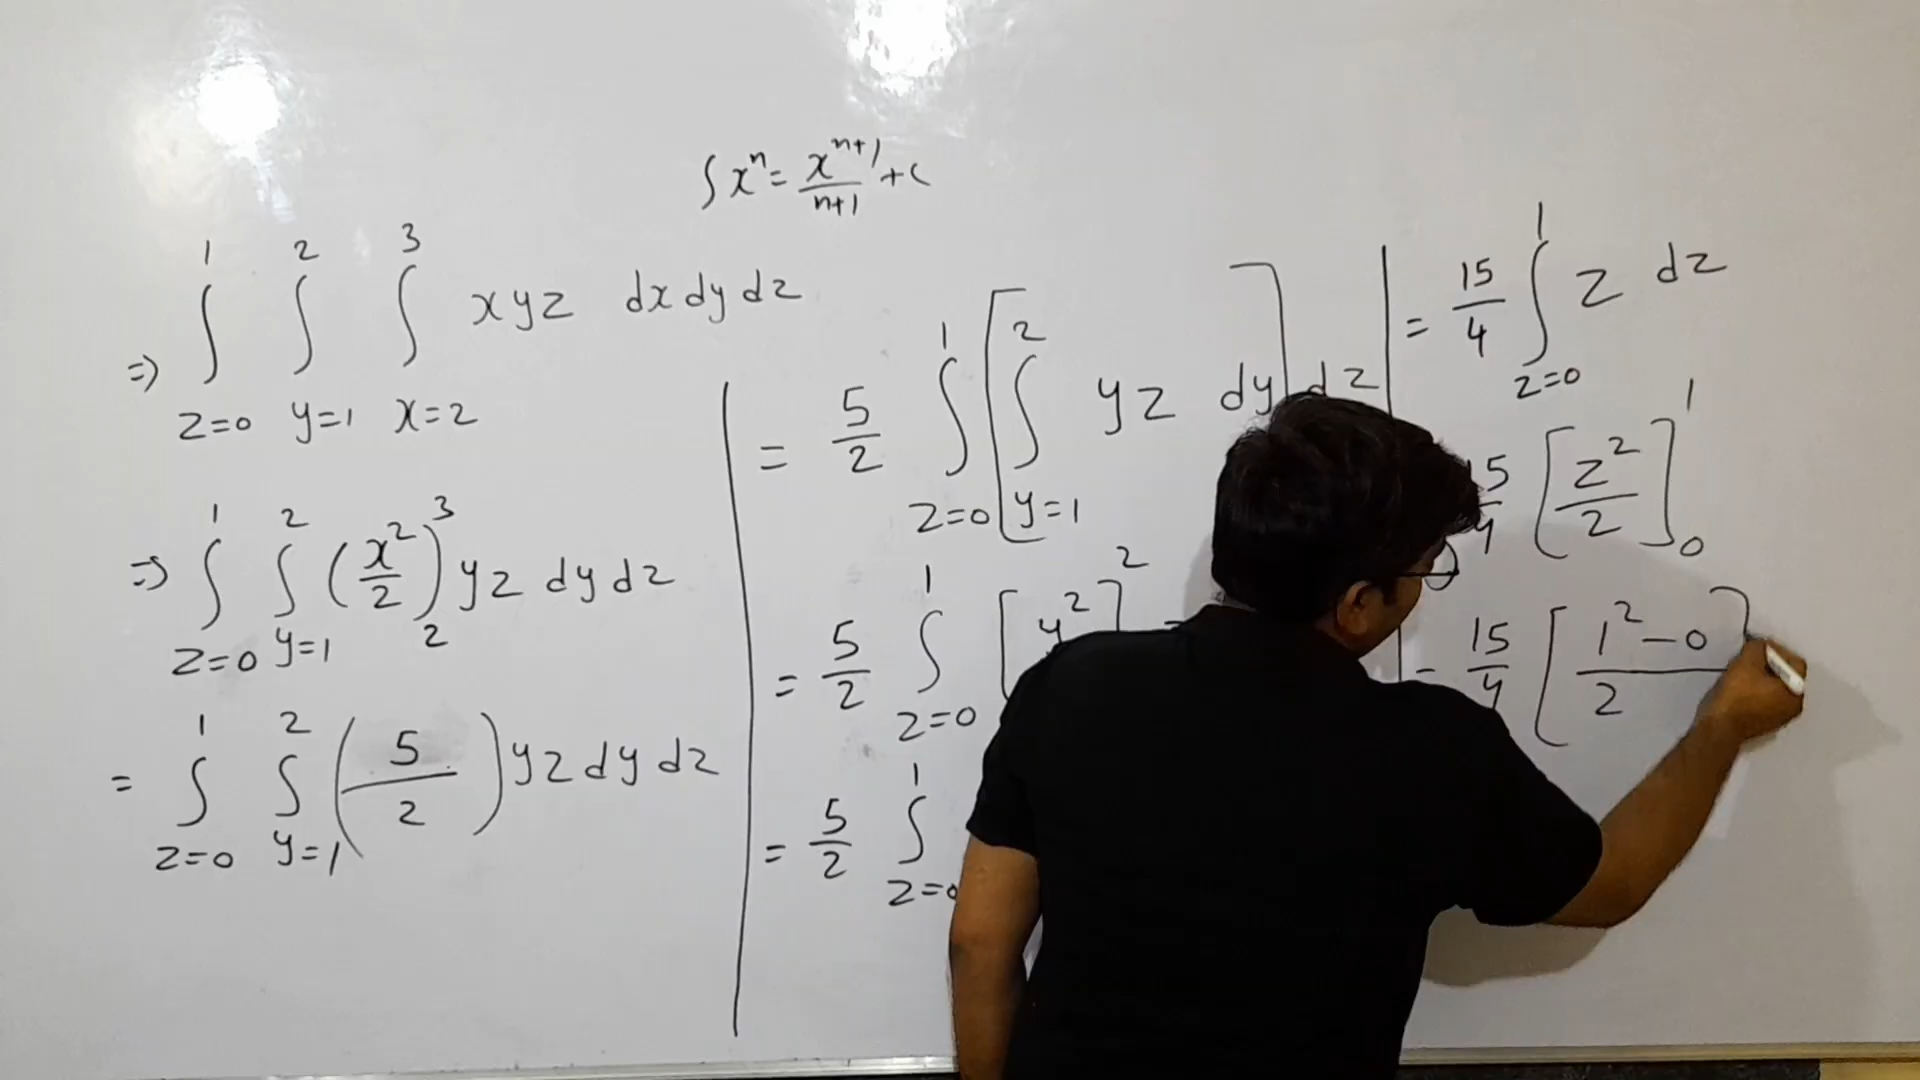 ∫ xⁿ = xⁿ⁺¹/n+1 + c
⇒ ∫_{z=0}^{1} ∫_{y=1}^{2} ∫_{x=2}^{3} xyz dx dy dz
⇒ ∫_{z=0}^{1} ∫_{y=1}^{2} (x²/2)_{2}^{3} yz dy dz
= ∫_{z=0}^{1} ∫_{y=1}^{2} (5/2) yz dy dz
= 5/2 ∫_{z=0}^{1} [∫_{y=1}^{2} yz dy] dz
= 5/2 ∫_{z=0}^{1} [y² ]^{2}
= 5/2 ∫_{z=0}^{1}
= 15/4 ∫_{z=0}^{1} z dz
[z²/2]_{0}^{1}
= 15/4 [1²-0/2]